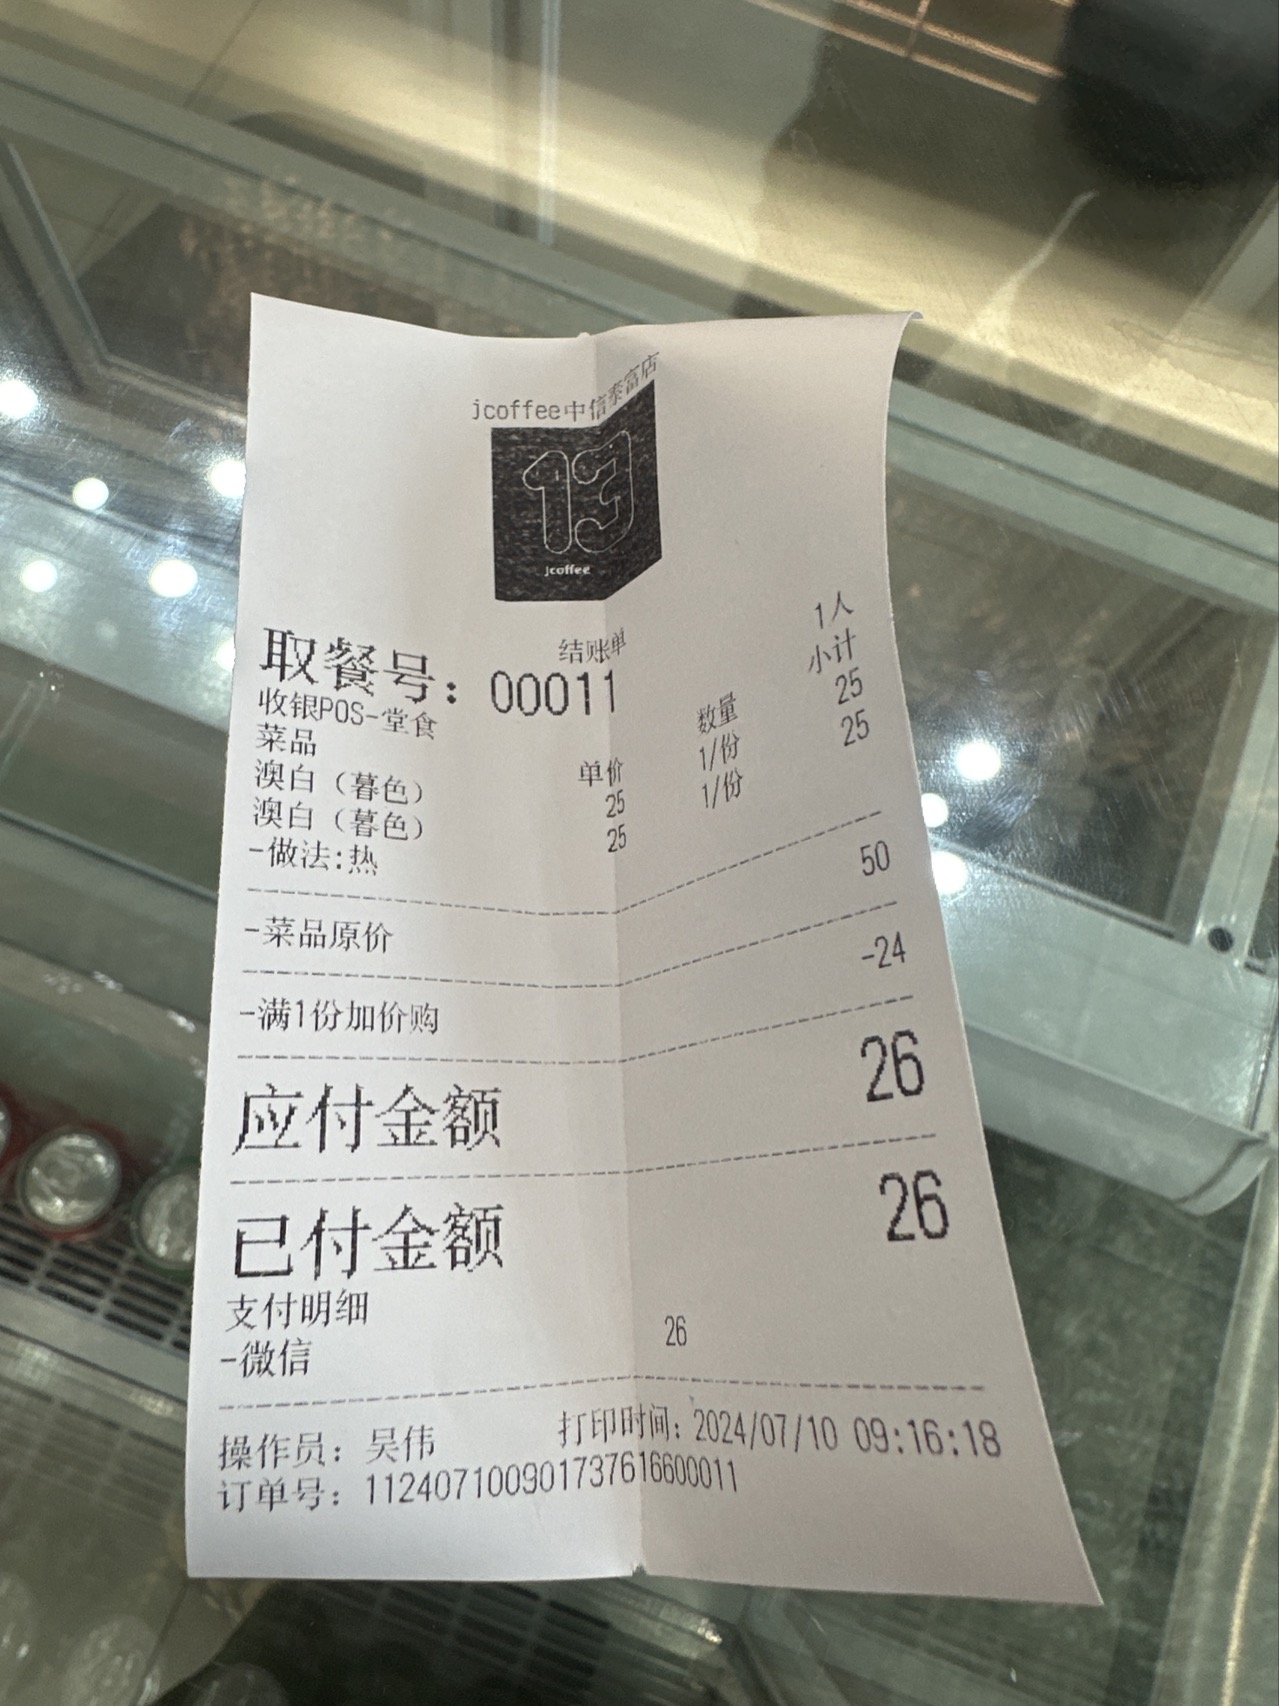 jcoffee中信泰富店
13
jcoffee
结账单
取餐号：00011 1人
收银POS-堂食
菜品 单价 数量 小计
澳白（暮色） 25 1/份 25
澳白（暮色） 25 1/份 25
-做法:热
-菜品原价 50
-满1份加价购 -24
应付金额 26
已付金额 26
支付明细
-微信 26
操作员：吴伟 打印时间：2024/07/10 09:16:18
订单号：11240710090173761660​0011